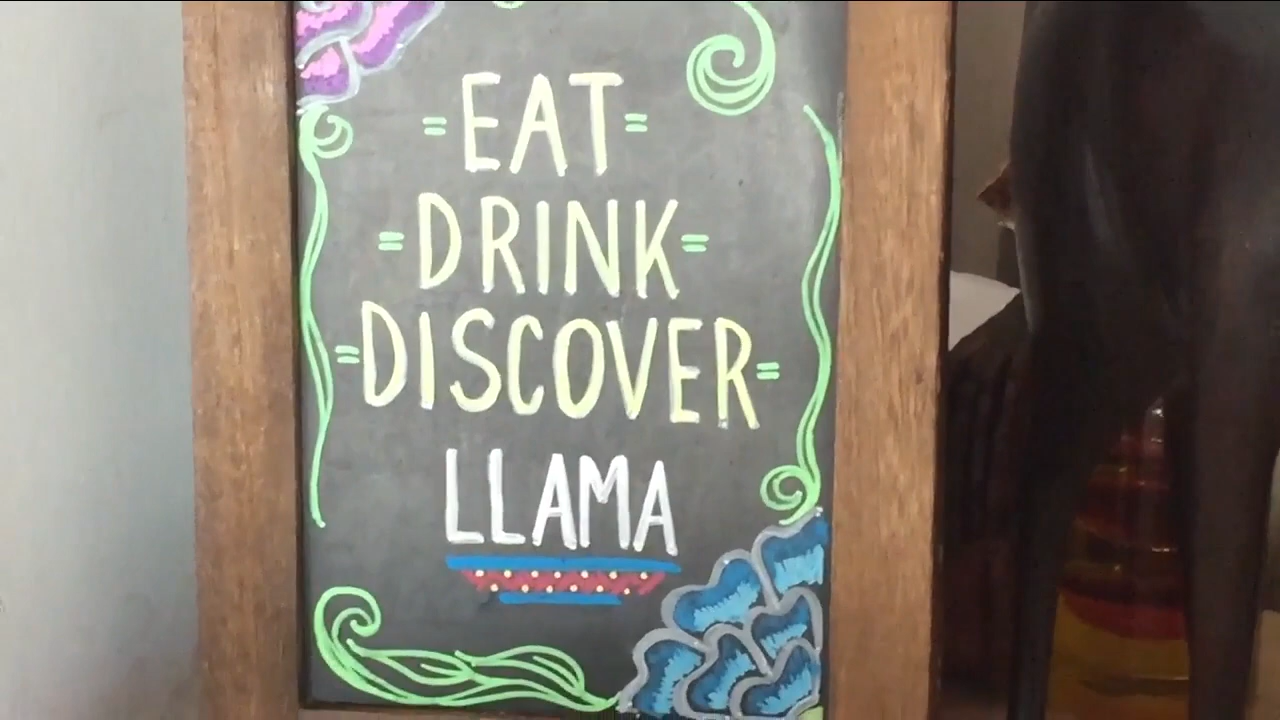 =EAT=
=DRINK=
=DISCOVER=
LLAMA